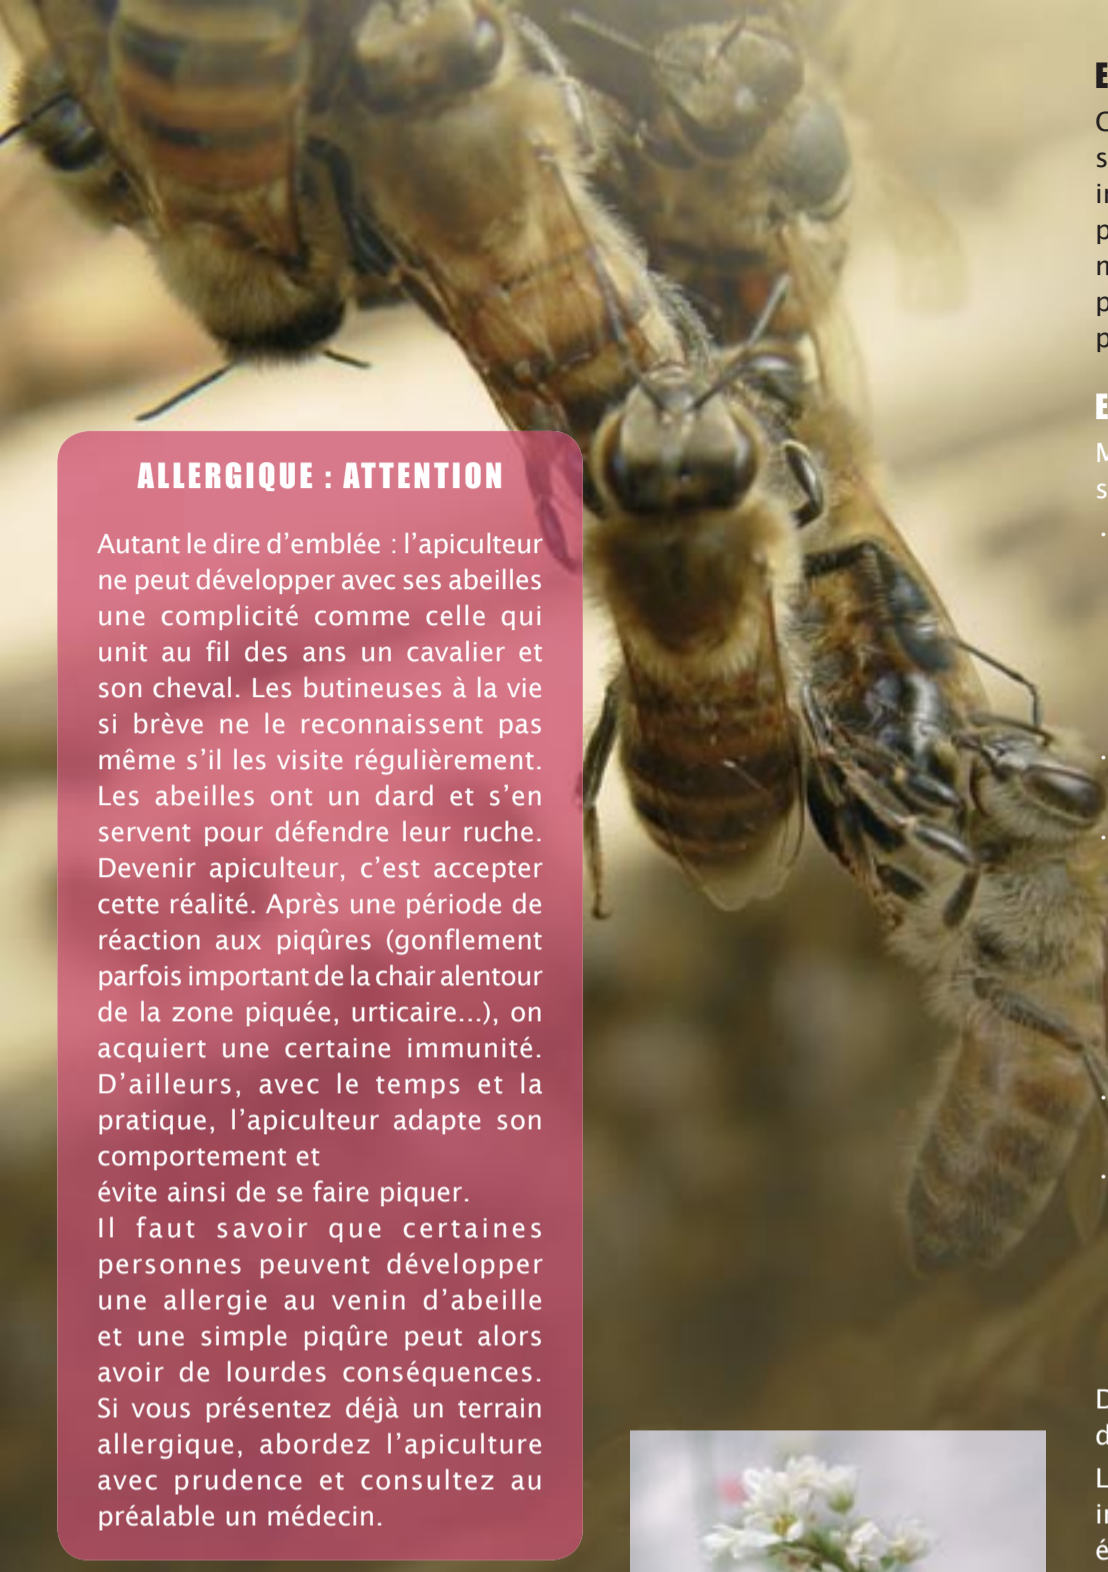 ALLERGIQUE : ATTENTION
Autant le dire d’emblée : l’apiculteur
ne peut développer avec ses abeilles
une complicité comme celle qui
unit au fil des ans un cavalier et
son cheval. Les butineuses à la vie
si brève ne le reconnaissent pas
même s’il les visite régulièrement.
Les abeilles ont un dard et s’en
servent pour défendre leur ruche.
Devenir apiculteur, c’est accepter
cette réalité. Après une période de
réaction aux piqûres (gonflement
parfois important de la chair alentour
de la zone piquée, urticaire...), on
acquiert une certaine immunité.
D’ailleurs, avec le temps et la
pratique, l’apiculteur adapte son
comportement et
évite ainsi de se faire piquer.
Il faut savoir que certaines
personnes peuvent développer
une allergie au venin d’abeille
et une simple piqûre peut alors
avoir de lourdes conséquences.
Si vous présentez déjà un terrain
allergique, abordez l’apiculture
avec prudence et consultez au
préalable un médecin.